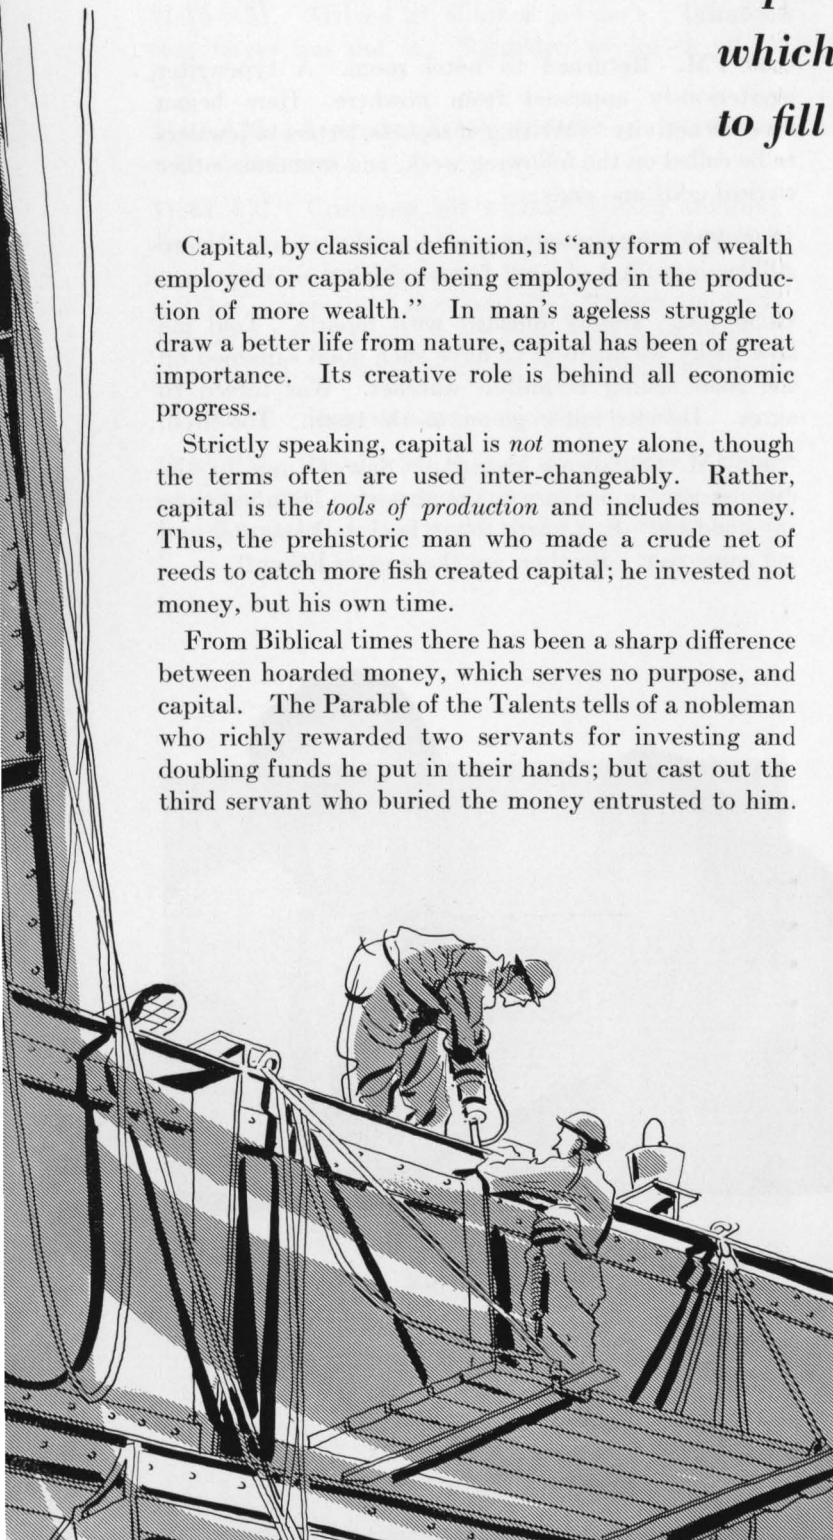 which
to fill
Capital, by classical definition, is “any form of wealth
employed or capable of being employed in the produc-
tion of more wealth.” In man’s ageless struggle to
draw a better life from nature, capital has been of great
importance. Its creative role is behind all economic
progress.
Strictly speaking, capital is not money alone, though
the terms often are used inter-changeably. Rather,
capital is the tools of production and includes money.
Thus, the prehistoric man who made a crude net of
reeds to catch more fish created capital; he invested not
money, but his own time.
From Biblical times there has been a sharp difference
between hoarded money, which serves no purpose, and
capital. The Parable of the Talents tells of a nobleman
who richly rewarded two servants for investing and
doubling funds he put in their hands; but cast out the
third servant who buried the money entrusted to him.